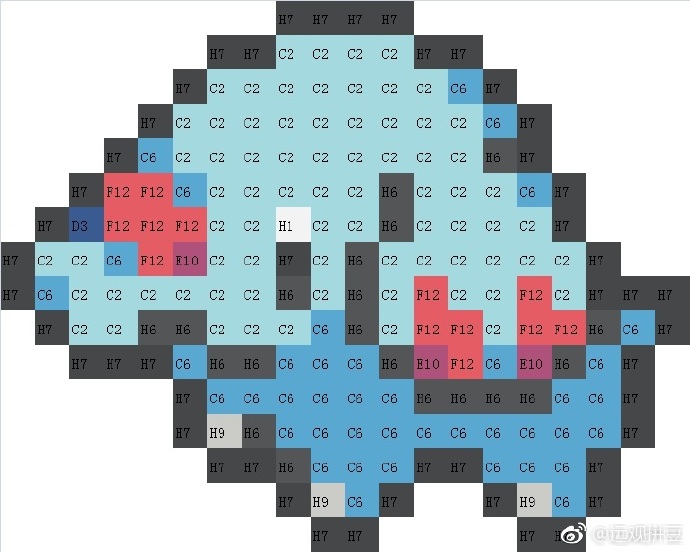 H7 H7 H7 H7
H7 H7 C2 C2 C2 C2 H7 H7
H7 C2 C2 C2 C2 C2 C2 C2 C6 H7
H7 C2 C2 C2 C2 C2 C2 C2 C2 C2 C6 H7
H7 C6 C2 C2 C2 C2 C2 C2 C2 C2 C2 H6 H7
H7 F12 F12 C6 C2 C2 C2 C2 C2 H6 C2 C2 C2 C6 H7
H7 D3 F12 F12 F12 C2 C2 H1 C2 C2 H6 C2 C2 C2 C2 H7
H7 C2 C2 C6 F12 E10 C2 C2 H7 C2 H6 C2 C2 C2 C2 C2 C2 H7
H7 C6 C2 C2 C2 C2 C2 C2 H6 C2 H6 C2 F12 C2 C2 F12 C2 H7 H7 H7
H7 C2 C2 H6 H6 C2 C2 C2 C6 H6 C2 F12 F12 C2 F12 F12 H6 C6 H7
H7 H7 H7 C6 H6 H6 C6 C6 C6 H6 E10 F12 C6 E10 H6 C6 H7
H7 C6 C6 C6 C6 C6 C6 H6 H6 H6 H6 C6 C6 H7
H7 H9 H6 C6 C6 C6 C6 C6 C6 C6 C6 C6 C6 H7
H7 H7 H6 C6 C6 C6 H7 H7 C6 C6 C6 H7
H7 H9 C6 H7 H7 H9 C6 H7
H7 H7 H7
@远观拼豆